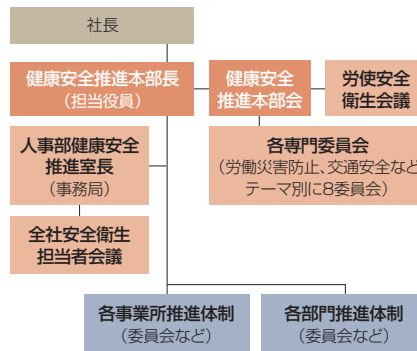 社長
健康安全推進本部長
(担当役員)
健康安全
推進本部会
労使安全
衛生会議
人事部健康安全
推進室長
(事務局)
各専門委員会
(労働災害防止、交通安全など
テーマ別に8委員会)
全社安全衛生
担当者会議
各事業所推進体制
(委員会など)
各部門推進体制
(委員会など)